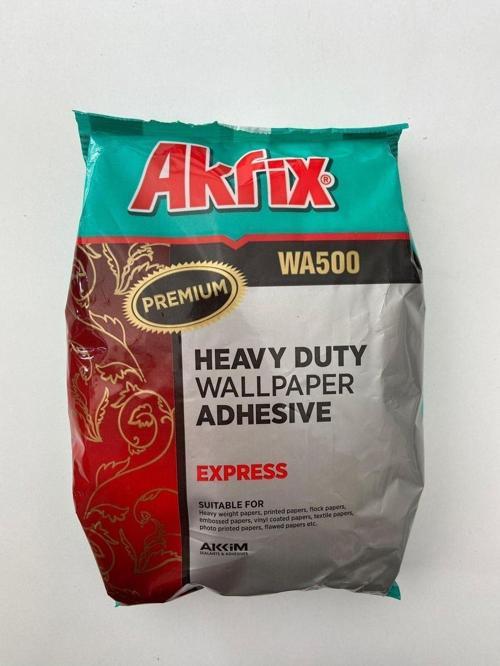 Akfix®
WA500
PREMIUM
HEAVY DUTY
WALLPAPER
ADHESIVE
EXPRESS
SUITABLE FOR
Heavy weight papers, printed papers, flock papers,
embossed papers, vinyl coated papers, textile papers,
photo printed papers, flawed papers etc.
AKKİM
SEALANTS & ADHESIVES